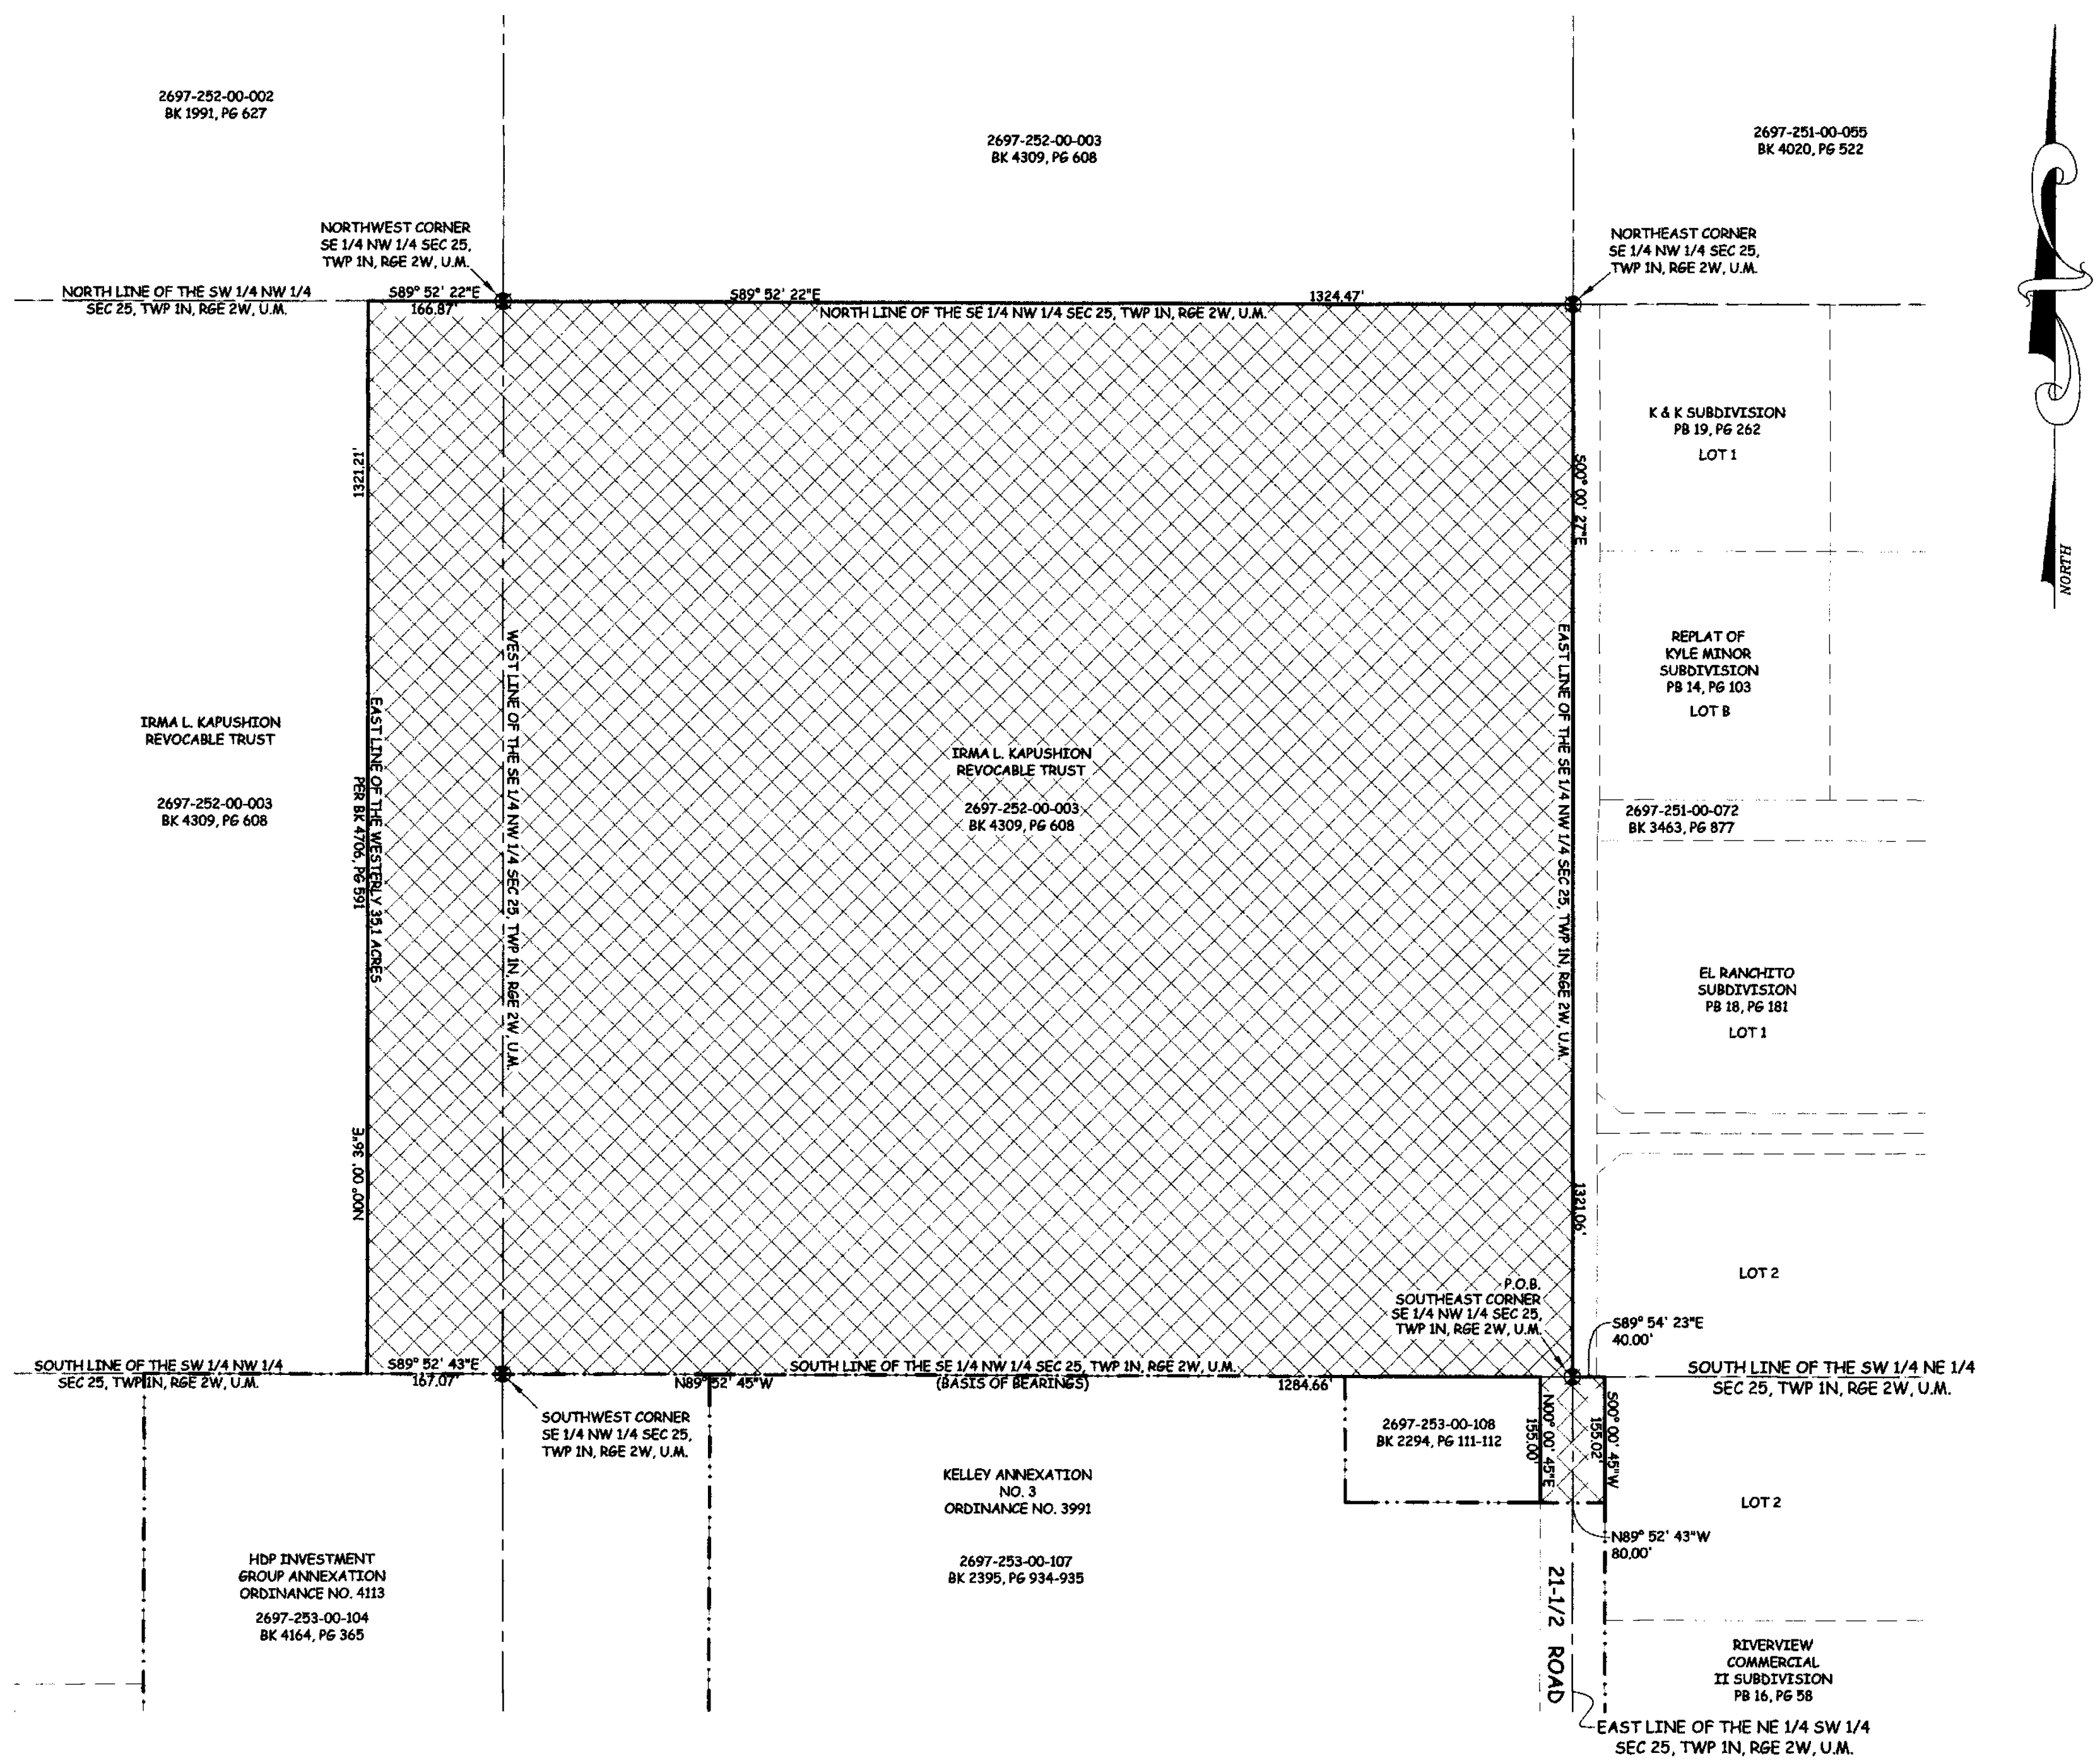 2697-252-00-002
BK 1991, PG 627
2697-252-00-003
BK 4309, PG 608
2697-251-00-055
BK 4020, PG 522
NORTHWEST CORNER
SE 1/4 NW 1/4 SEC 25,
TWP 1N, RGE 2W, U.M.
NORTHEAST CORNER
SE 1/4 NW 1/4 SEC 25,
TWP 1N, RGE 2W, U.M.
NORTH LINE OF THE SW 1/4 NW 1/4
SEC 25, TWP 1N, RGE 2W, U.M.
S89° 52' 22"E
166.87'
S89° 52' 22"E
1324.47'
NORTH LINE OF THE SE 1/4 NW 1/4 SEC 25, TWP 1N, RGE 2W, U.M.
NORTH
K & K SUBDIVISION
PB 19, PG 262
LOT 1
1321.21'
S00° 00' 27"E
REPLAT OF
KYLE MINOR
SUBDIVISION
PB 14, PG 103
LOT B
IRMA L. KAPUSHION
REVOCABLE TRUST
2697-252-00-003
BK 4309, PG 608
EAST LINE OF THE WESTERLY 35.1 ACRES
PER BK 4706, PG 591
WEST LINE OF THE SE 1/4 NW 1/4 SEC 25, TWP 1N, RGE 2W, U.M.
IRMA L. KAPUSHION
REVOCABLE TRUST
2697-252-00-003
BK 4309, PG 608
EAST LINE OF THE SE 1/4 NW 1/4 SEC 25, TWP 1N, RGE 2W, U.M.
2697-251-00-072
BK 3463, PG 877
EL RANCHITO
SUBDIVISION
PB 18, PG 181
LOT 1
N00° 00' 36"E
1321.06'
LOT 2
P.O.B.
SOUTHEAST CORNER
SE 1/4 NW 1/4 SEC 25,
TWP 1N, RGE 2W, U.M.
S89° 54' 23"E
40.00'
SOUTH LINE OF THE SW 1/4 NW 1/4
SEC 25, TWP 1N, RGE 2W, U.M.
S89° 52' 43"E
167.07'
SOUTH LINE OF THE SE 1/4 NW 1/4 SEC 25, TWP 1N, RGE 2W, U.M.
N89° 52' 45"W
(BASIS OF BEARINGS)
1284.66'
SOUTH LINE OF THE SW 1/4 NE 1/4
SEC 25, TWP 1N, RGE 2W, U.M.
SOUTHWEST CORNER
SE 1/4 NW 1/4 SEC 25,
TWP 1N, RGE 2W, U.M.
2697-253-00-108
BK 2294, PG 111-112
N00° 00' 45"E
155.00'
S00° 00' 45"W
155.02'
KELLEY ANNEXATION
NO. 3
ORDINANCE NO. 3991
2697-253-00-107
BK 2395, PG 934-935
LOT 2
N89° 52' 43"W
80.00'
HDP INVESTMENT
GROUP ANNEXATION
ORDINANCE NO. 4113
2697-253-00-104
BK 4164, PG 365
21-1/2 ROAD
RIVERVIEW
COMMERCIAL
II SUBDIVISION
PB 16, PG 58
EAST LINE OF THE NE 1/4 SW 1/4
SEC 25, TWP 1N, RGE 2W, U.M.